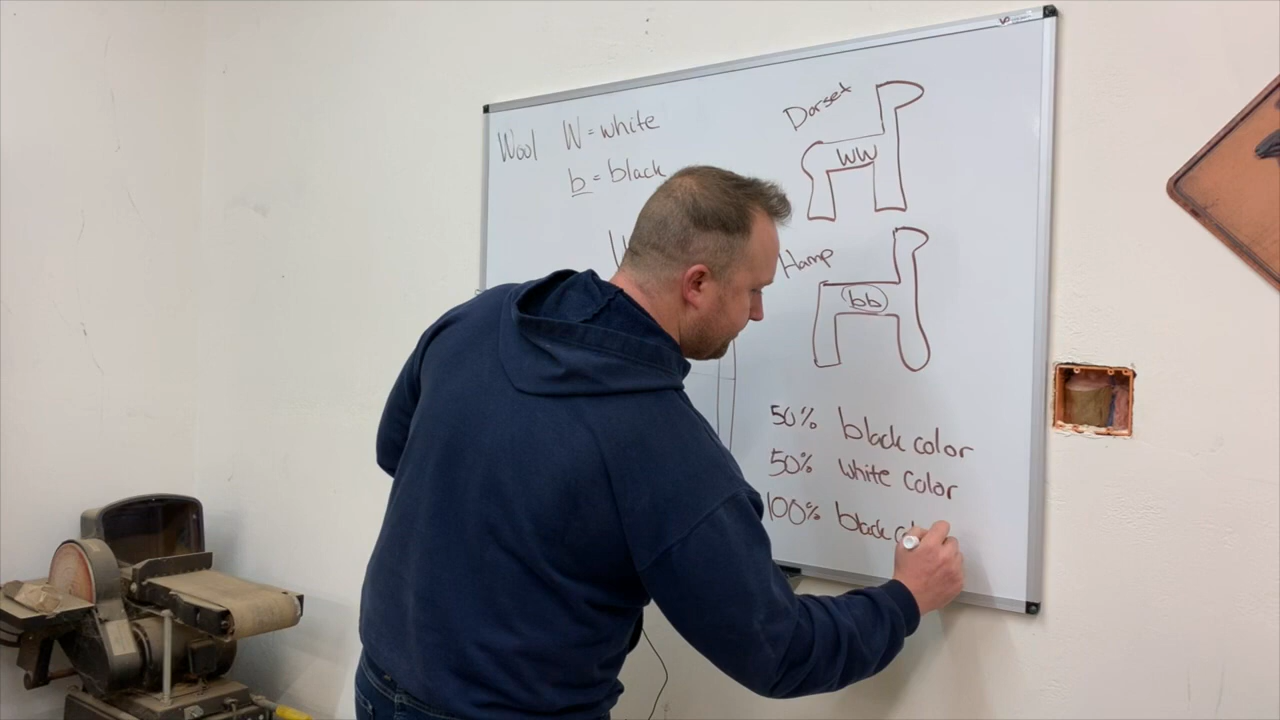 Wool W = white
b = black
Dorset
WW
Hamp
bb
50% black color
50% white color
100% black